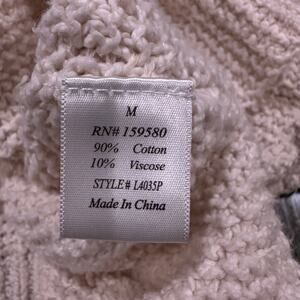 M
RN# 159580
90% Cotton
10% Viscose
STYLE# L4035P
Made In China